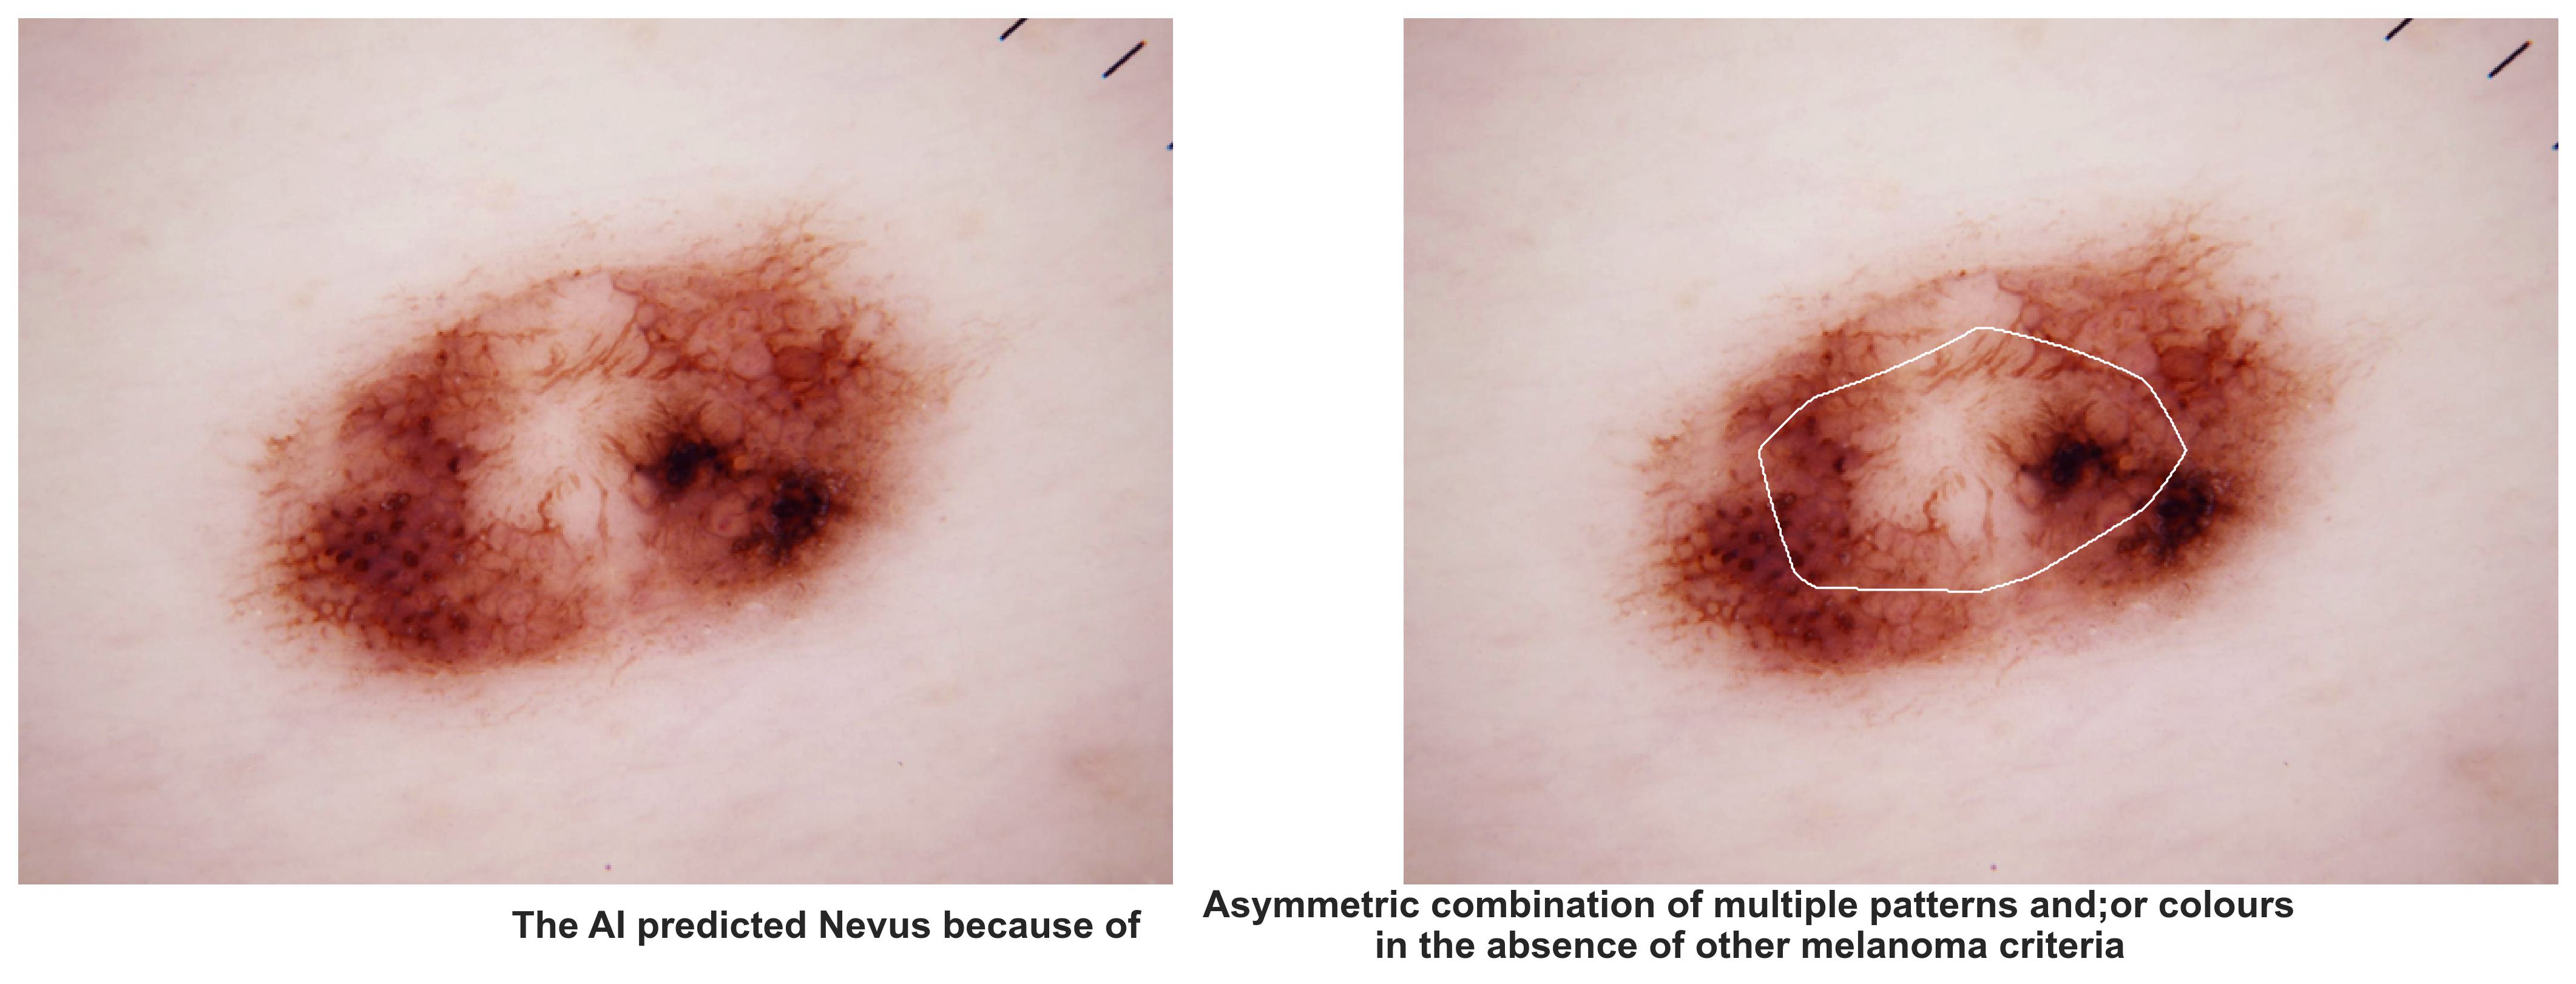 The AI predicted Nevus because of
Asymmetric combination of multiple patterns and;or colours
in the absence of other melanoma criteria